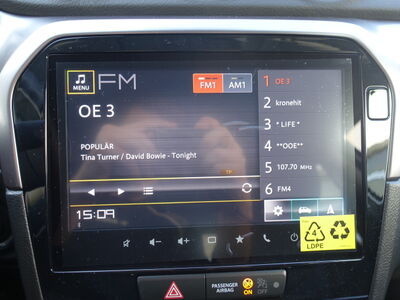 MENU FM
FM1 AM1
OE 3
POPULÄR
Tina Turner / David Bowie - Tonight
TP
15:09
1 OE 3
2 kronehit
3 * LIFE *
4 **OOE**
5 107.70 MHz
6 FM4
4
LDPE
PASSENGER
AIRBAG
ON
OFF